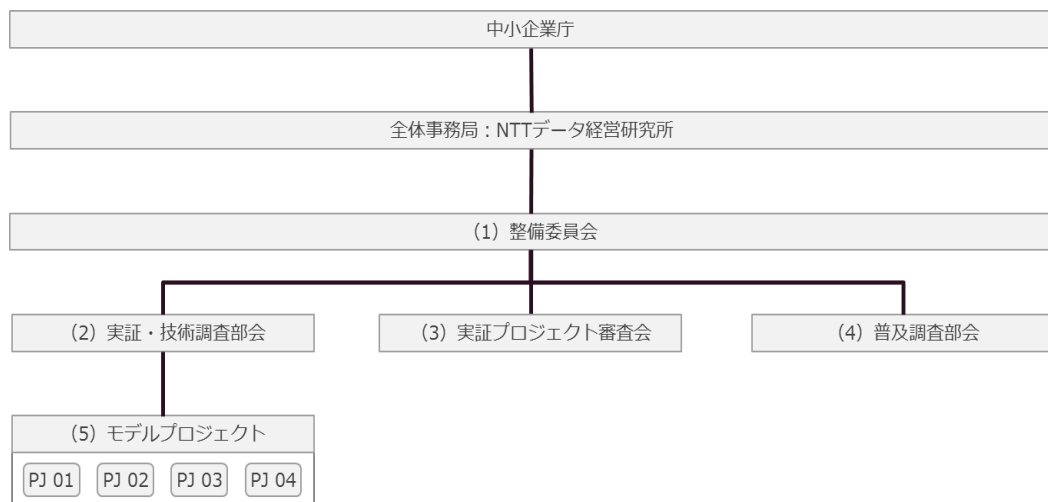 中小企業庁
全体事務局：NTTデータ経営研究所
（1）整備委員会
（2）実証・技術調査部会
（3）実証プロジェクト審査会
（4）普及調査部会
（5）モデルプロジェクト
PJ 01
PJ 02
PJ 03
PJ 04